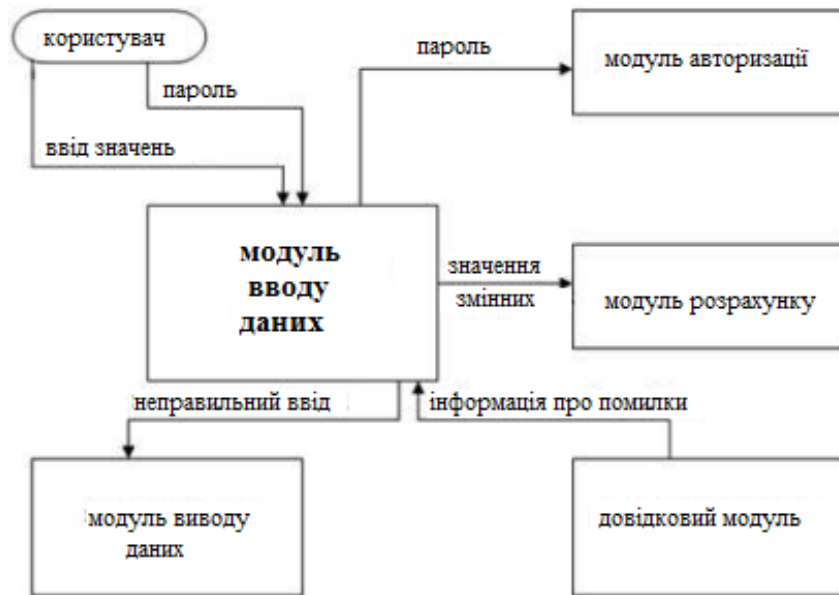 користувач
пароль
модуль авторизації
пароль
ввід значень
модуль
вводу
даних
значення
змінних
модуль розрахунку
неправильний ввід
інформація про помилки
модуль виводу
даних
довідковий модуль